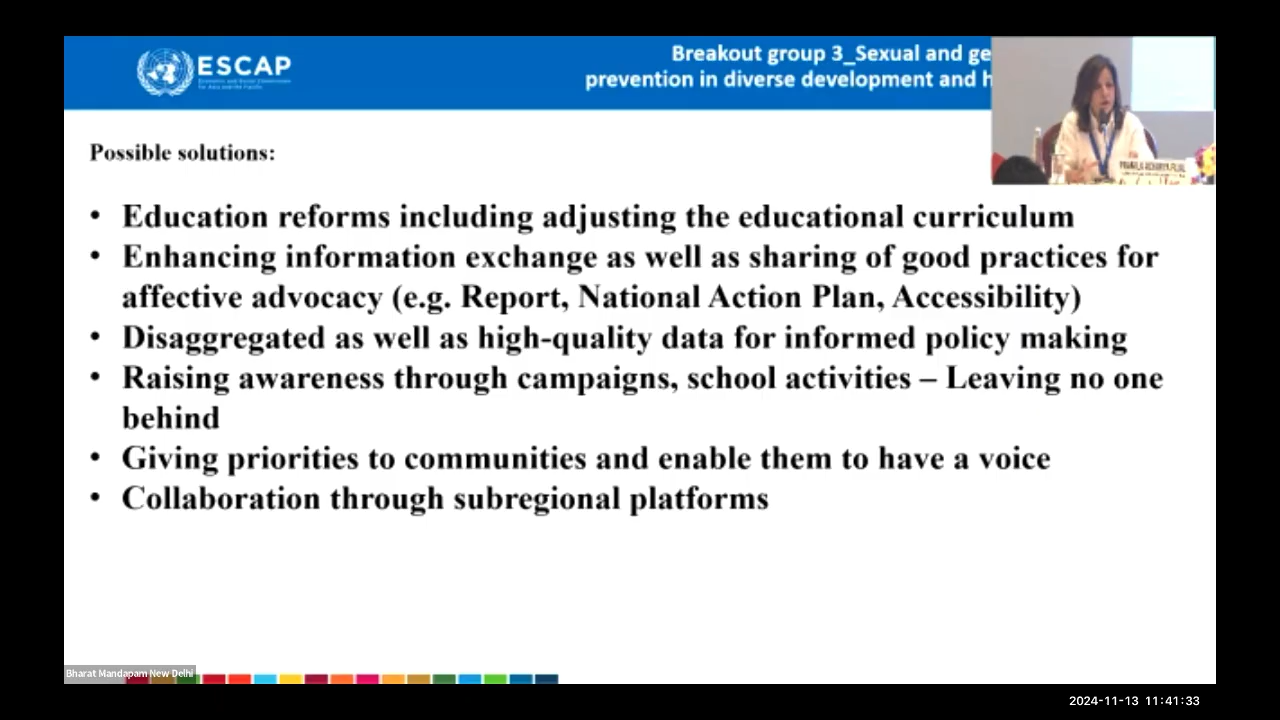 ESCAP
Economic and Social Commission
for Asia and the Pacific
Breakout group 3_Sexual and ge
prevention in diverse development and h
Possible solutions:
• Education reforms including adjusting the educational curriculum
• Enhancing information exchange as well as sharing of good practices for
affective advocacy (e.g. Report, National Action Plan, Accessibility)
• Disaggregated as well as high-quality data for informed policy making
• Raising awareness through campaigns, school activities – Leaving no one
behind
• Giving priorities to communities and enable them to have a voice
• Collaboration through subregional platforms
Bharat Mandapam New Delhi
2024-11-13 11:41:33